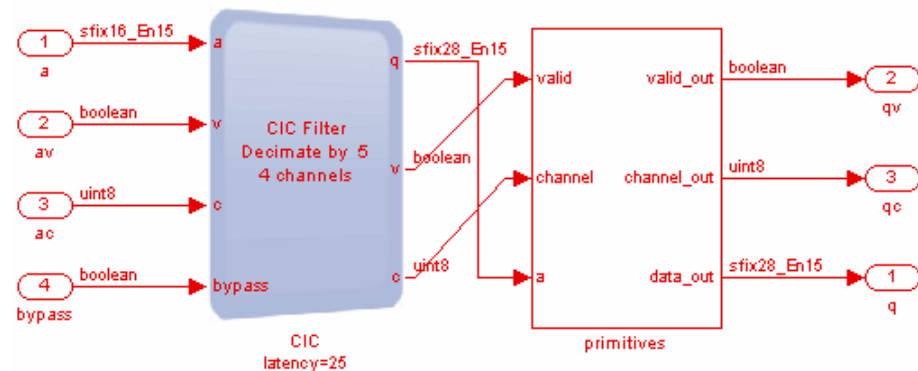 1
sfix16_En15
a
a
2
boolean
av
v
3
uint8
ac
c
4
boolean
bypass
bypass
CIC Filter
Decimate by 5
4 channels
q
sfix28_En15
v
boolean
c
uint8
CIC
latency=25
valid
channel
a
valid_out
channel_out
data_out
primitives
boolean
2
qv
uint8
3
qc
sfix28_En15
1
q